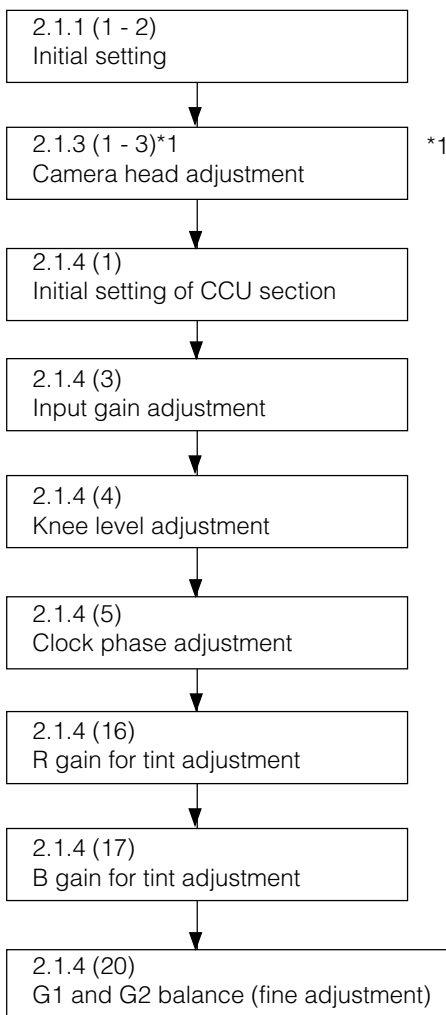 2.1.1 (1 - 2)
Initial setting
2.1.3 (1 - 3)*1
Camera head adjustment
*1
2.1.4 (1)
Initial setting of CCU section
2.1.4 (3)
Input gain adjustment
2.1.4 (4)
Knee level adjustment
2.1.4 (5)
Clock phase adjustment
2.1.4 (16)
R gain for tint adjustment
2.1.4 (17)
B gain for tint adjustment
2.1.4 (20)
G1 and G2 balance (fine adjustment)